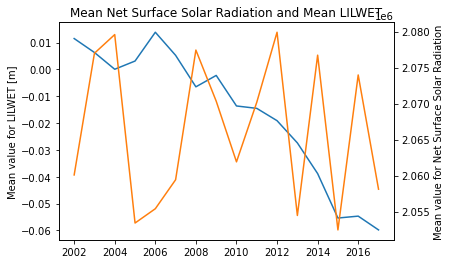 Mean Net Surface Solar Radiation and Mean LILWET
1e6
Mean value for LILWET [m]
0.01
0.00
−0.01
−0.02
−0.03
−0.04
−0.05
−0.06
2.080
2.075
2.070
2.065
2.060
2.055
Mean value for Net Surface Solar Radiation
2002 2004 2006 2008 2010 2012 2014 2016